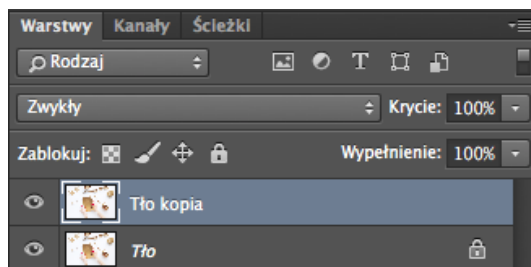 Warstwy Kanały Ścieżki
Rodzaj T
Zwykły Krycie: 100%
Zablokuj: Wypełnienie: 100%
Tło kopia
Tło